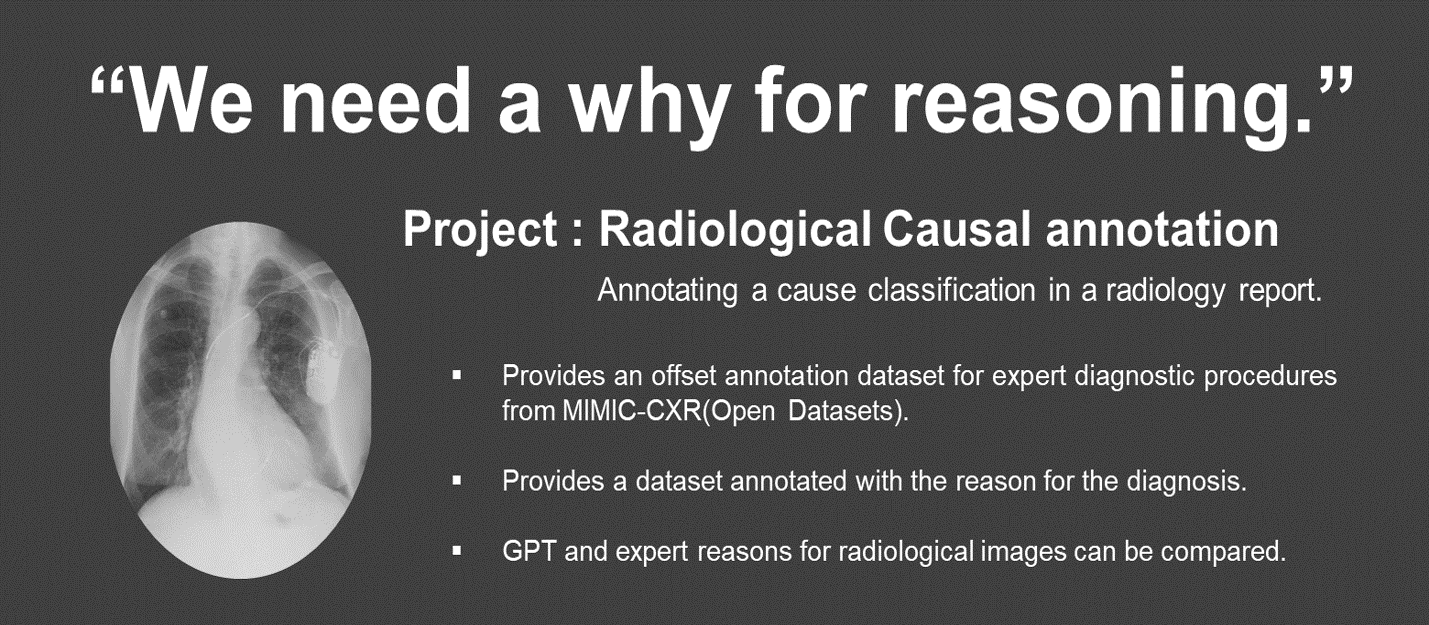 “We need a why for reasoning.”
Project : Radiological Causal annotation
Annotating a cause classification in a radiology report.
▪ Provides an offset annotation dataset for expert diagnostic procedures
from MIMIC-CXR(Open Datasets).
▪ Provides a dataset annotated with the reason for the diagnosis.
▪ GPT and expert reasons for radiological images can be compared.